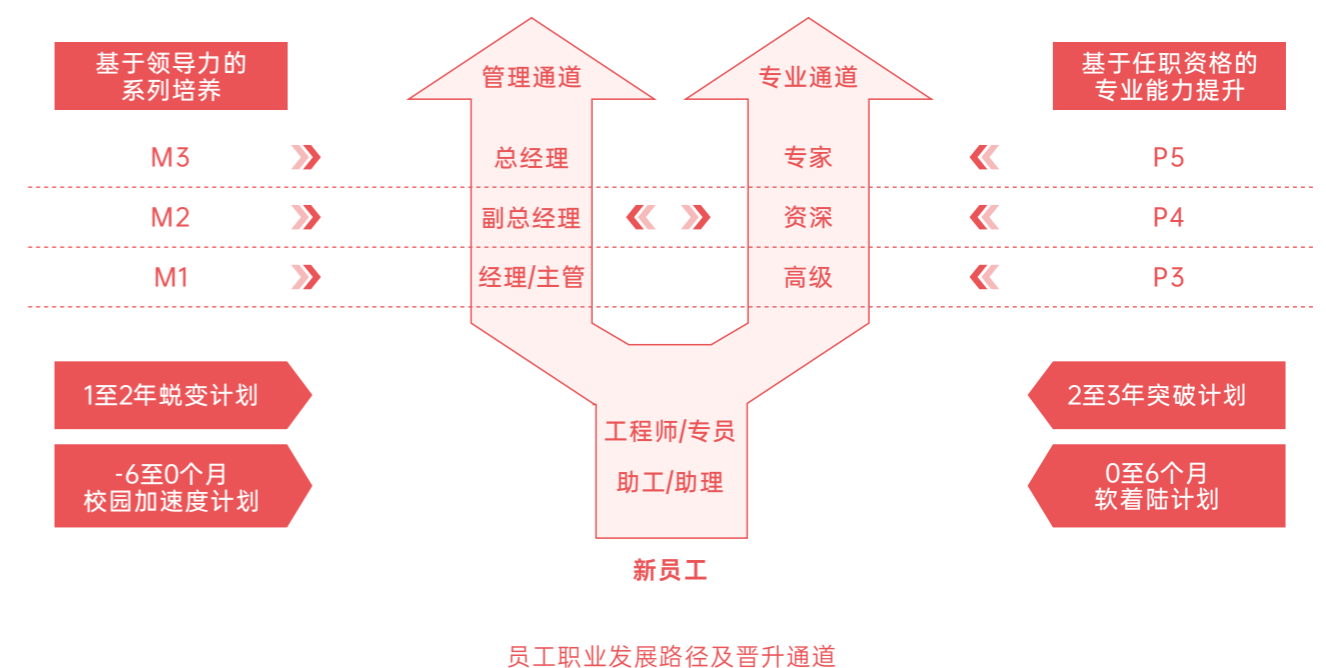 基于领导力的
系列培养
管理通道
专业通道
基于任职资格的
专业能力提升
M3
总经理
专家
P5
M2
副总经理
资深
P4
M1
经理/主管
高级
P3
1至2年蜕变计划
2至3年突破计划
工程师/专员
助工/助理
-6至0个月
校园加速度计划
0至6个月
软着陆计划
新员工
员工职业发展路径及晋升通道